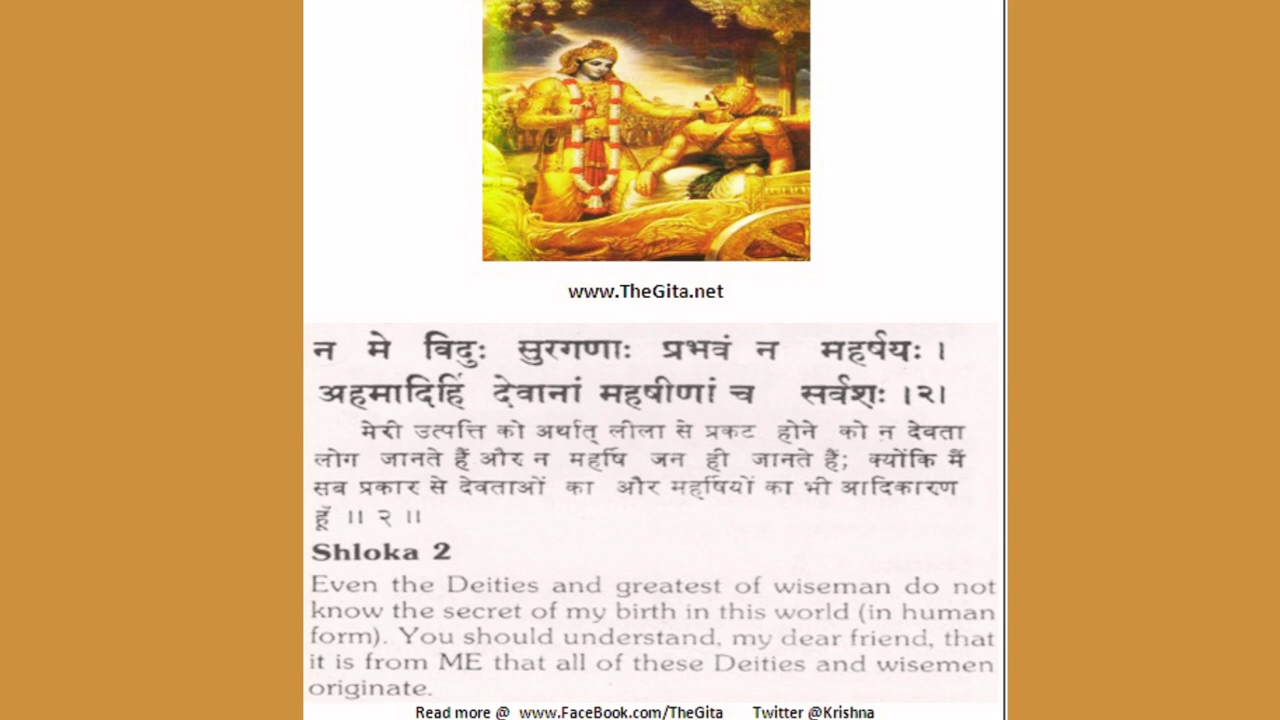 www.TheGita.net
न मे विदुः सुरगणाः प्रभवं न महर्षयः ।
अहमादिर्हि देवानां महर्षीणां च सर्वशः ।२।
मेरी उत्पत्ति को अर्थात् लीला से प्रकट होने को न देवता
लोग जानते हैं और न महर्षि जन ही जानते हैं; क्योंकि मैं
सब प्रकार से देवताओं का और महर्षियों का भी आदिकारण
हूँ ।। २ ।।
Shloka 2
Even the Deities and greatest of wiseman do not
know the secret of my birth in this world (in human
form). You should understand, my dear friend, that
it is from ME that all of these Deities and wisemen
originate.
Read more @ www.FaceBook.com/TheGita Twitter @Krishna